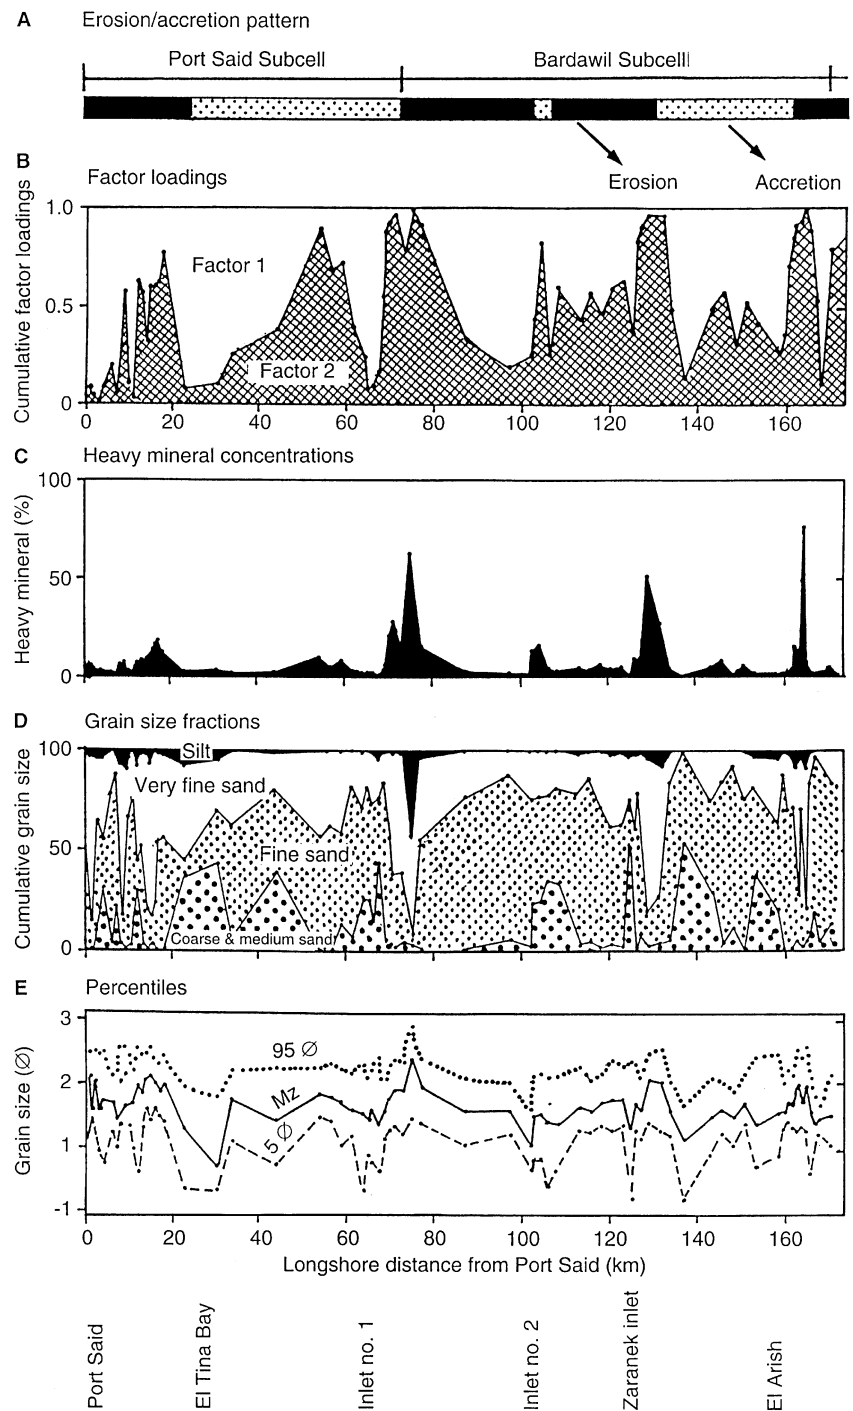 A Erosion/accretion pattern
Port Said Subcell Bardawil Subcell
Erosion Accretion
B Factor loadings
Cumulative factor loadings
1.0
0.5
0
Factor 1
Factor 2
0 20 40 60 80 100 120 140 160
C Heavy mineral concentrations
Heavy mineral (%)
100
50
0
D Grain size fractions
Cumulative grain size
100
50
0
Silt
Very fine sand
Fine sand
Coarse & medium sand
E Percentiles
Grain size (∅)
3
2
1
-1
95 ∅
Mz
5 ∅
0 20 40 60 80 100 120 140 160
Longshore distance from Port Said (km)
Port Said
El Tina Bay
Inlet no. 1
Inlet no. 2
Zaranek inlet
El Arish